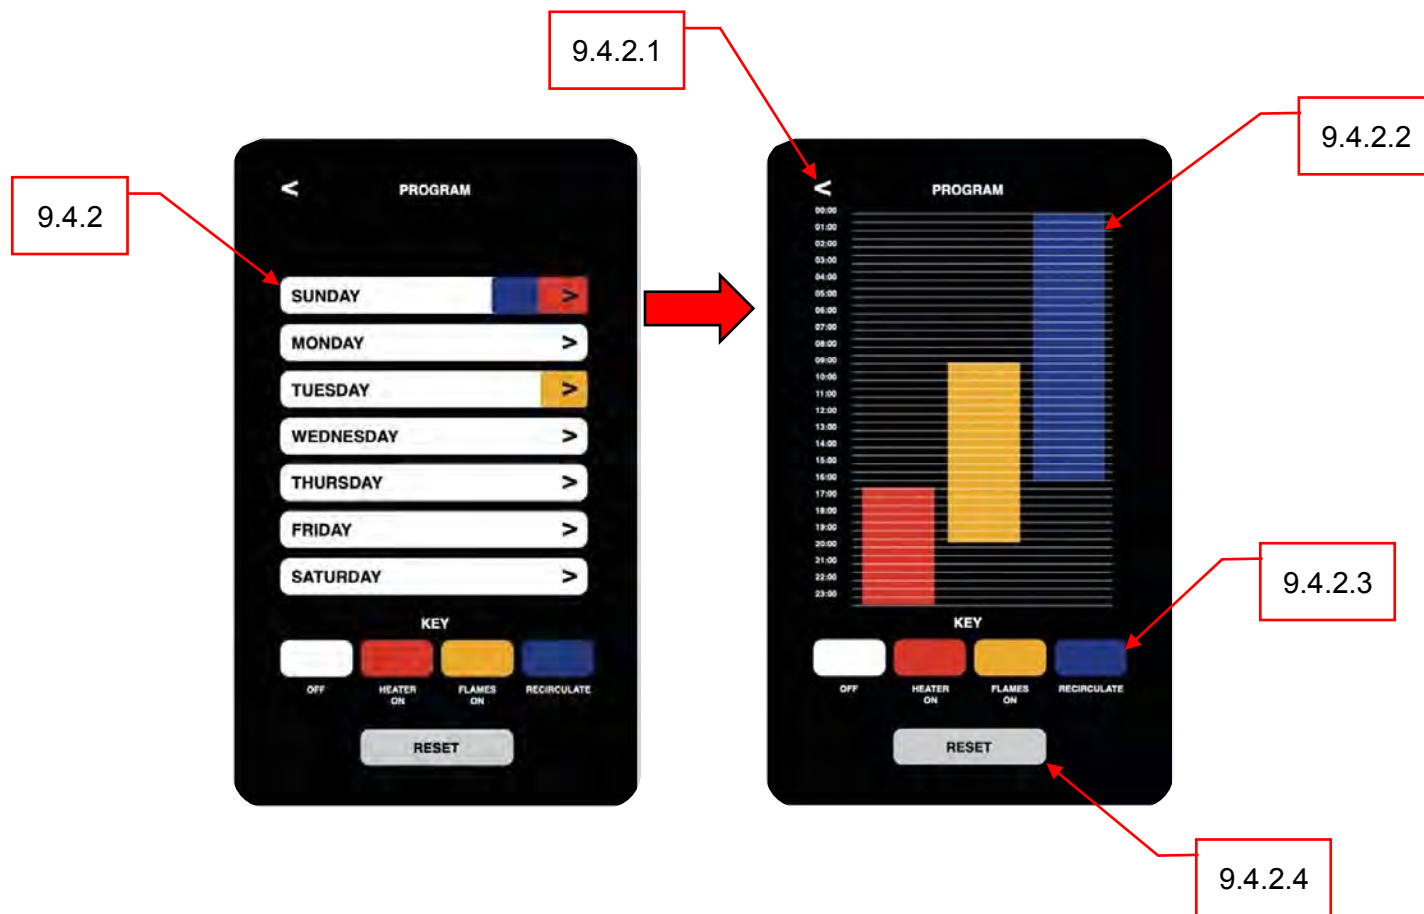 9.4.2.1
9.4.2.2
9.4.2
< PROGRAM
SUNDAY >
MONDAY >
TUESDAY >
WEDNESDAY >
THURSDAY >
FRIDAY >
SATURDAY >
KEY
OFF HEATER FLAMES RECIRCULATE
ON ON
RESET
< PROGRAM
00:00
01:00
02:00
03:00
04:00
05:00
06:00
07:00
08:00
09:00
10:00
11:00
12:00
13:00
14:00
15:00
16:00
17:00
18:00
19:00
20:00
21:00
22:00
23:00
KEY
OFF HEATER FLAMES RECIRCULATE
ON ON
RESET
9.4.2.3
9.4.2.4